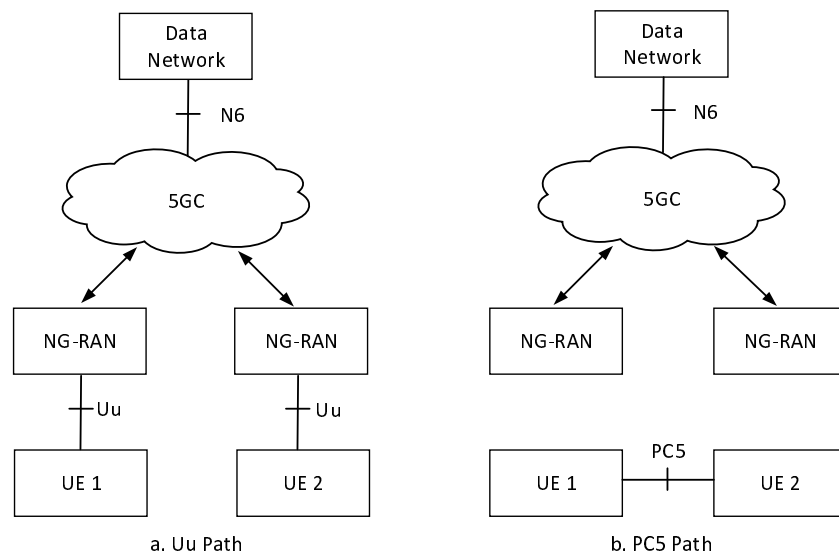 Data
Network
N6
5GC
NG-RAN
NG-RAN
Uu
Uu
UE 1
UE 2
a. Uu Path
Data
Network
N6
5GC
NG-RAN
NG-RAN
PC5
UE 1
UE 2
b. PC5 Path